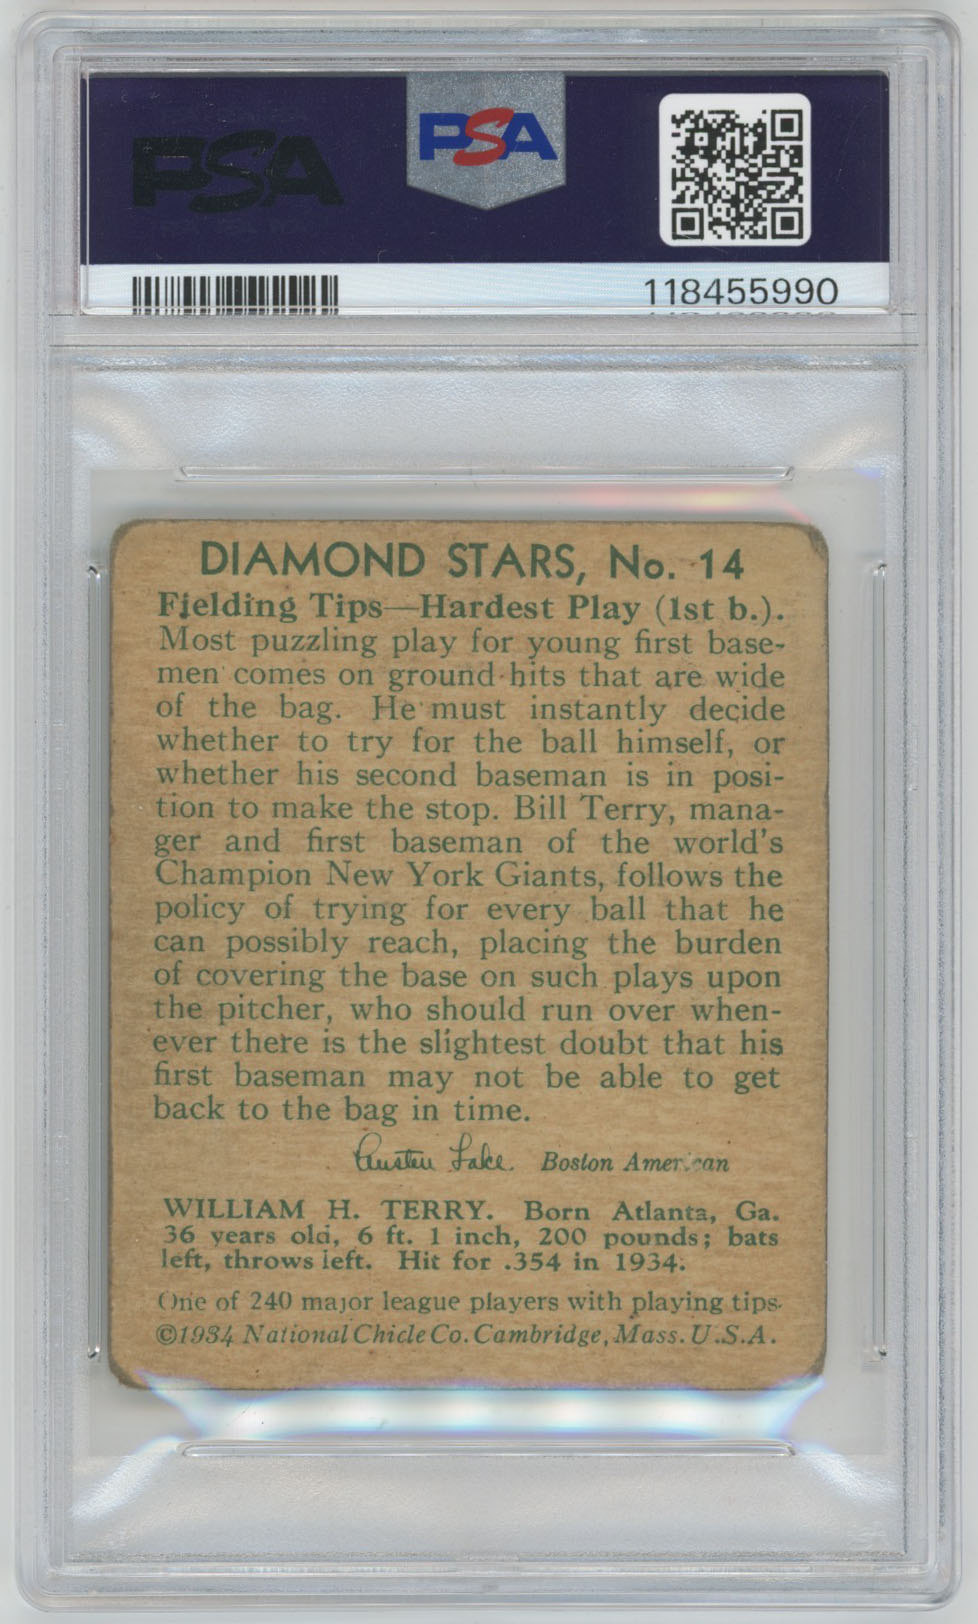 PSA
PSA
118455990
DIAMOND STARS, No. 14
Fielding Tips—Hardest Play (1st b.).
Most puzzling play for young first base-
men comes on ground hits that are wide
of the bag. He must instantly decide
whether to try for the ball himself, or
whether his second baseman is in posi-
tion to make the stop. Bill Terry, mana-
ger and first baseman of the world's
Champion New York Giants, follows the
policy of trying for every ball that he
can possibly reach, placing the burden
of covering the base on such plays upon
the pitcher, who should run over when-
ever there is the slightest doubt that his
first baseman may not be able to get
back to the bag in time.
Austen Lake. Boston American
WILLIAM H. TERRY. Born Atlanta, Ga.
36 years old, 6 ft. 1 inch, 200 pounds; bats
left, throws left. Hit for .354 in 1934.
One of 240 major league players with playing tips.
©1934 National Chicle Co. Cambridge, Mass. U.S.A.